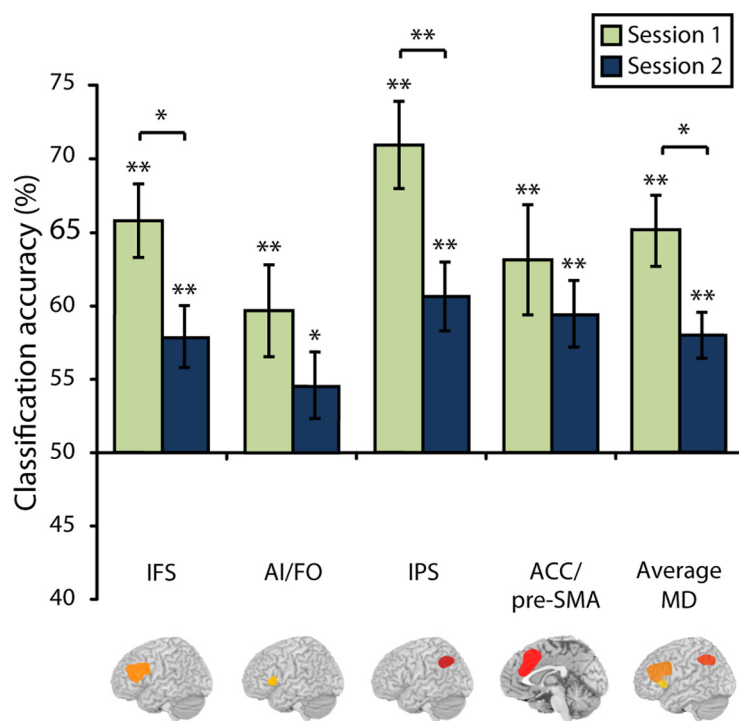 Session 1
Session 2
Classification accuracy (%)
75
70
65
60
55
50
45
40
**
*
**
**
*
**
**
**
**
**
**
*
**
**
IFS
AI/FO
IPS
ACC/
pre-SMA
Average
MD